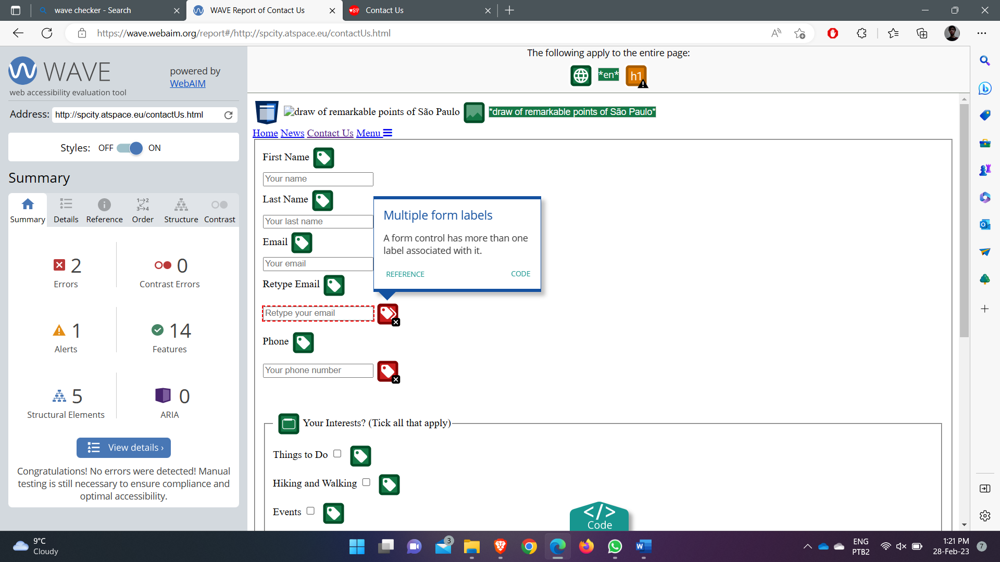 wave checker - Search
WAVE Report of Contact Us
Contact Us
https://wave.webaim.org/report#/http://spcity.atspace.eu/contactUs.html
WAVE
web accessibility evaluation tool
powered by
WebAIM
Address: http://spcity.atspace.eu/contactUs.html
Styles: OFF ON
Summary
Summary Details Reference Order Structure Contrast
2
Errors
0
Contrast Errors
1
Alerts
14
Features
5
Structural Elements
0
ARIA
View details ›
Congratulations! No errors were detected! Manual
testing is still necessary to ensure compliance and
optimal accessibility.
The following apply to the entire page:
*en* h1
draw of remarkable points of São Paulo *draw of remarkable points of São Paulo*
Home News Contact Us Menu
First Name
Your name
Last Name
Your last name
Email
Your email
Retype Email
Retype your email
Phone
Your phone number
Multiple form labels
A form control has more than one
label associated with it.
REFERENCE CODE
Your Interests? (Tick all that apply)
Things to Do
Hiking and Walking
Events
</>
Code
9°C
Cloudy
3
ENG
PTB2
1:21 PM
28-Feb-23
7